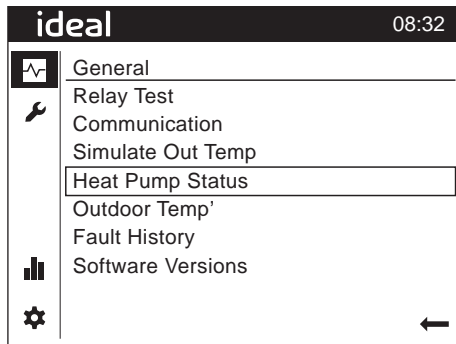 ideal 08:32
General
Relay Test
Communication
Simulate Out Temp
Heat Pump Status
Outdoor Temp'
Fault History
Software Versions